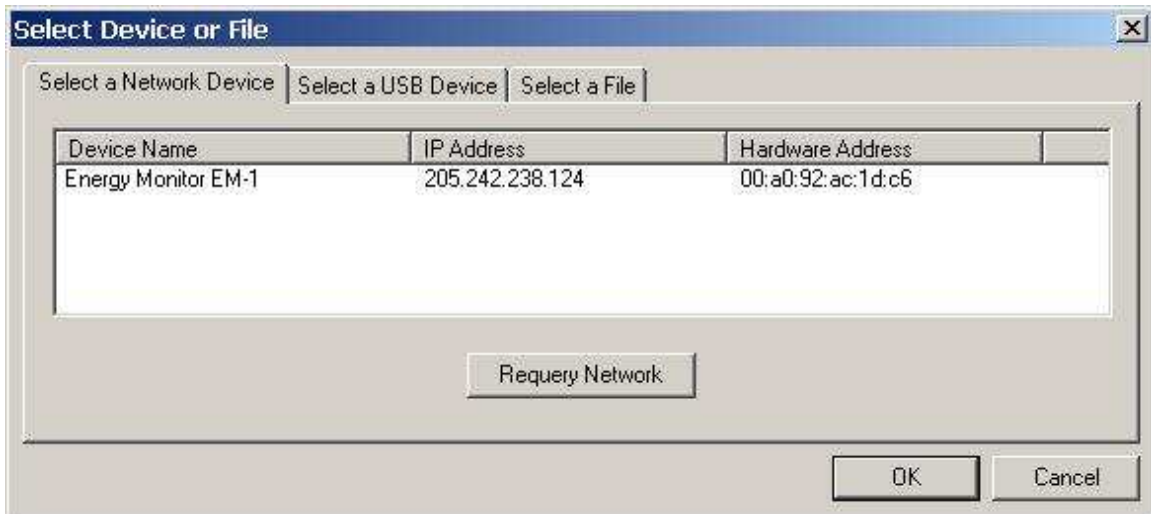 Select Device or File
Select a Network Device Select a USB Device Select a File
Device Name IP Address Hardware Address
Energy Monitor EM-1 205.242.238.124 00:a0:92:ac:1d:c6
Requery Network
OK Cancel